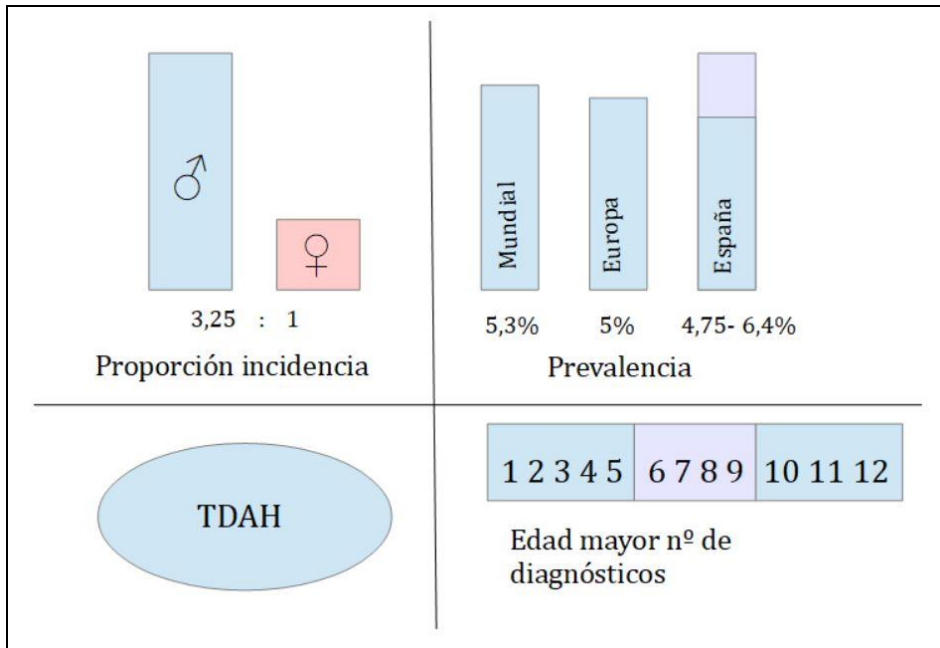 ♂
♀
3,25 : 1
Proporción incidencia
Mundial
Europa
España
5,3%
5%
4,75- 6,4%
Prevalencia
TDAH
1 2 3 4 5 6 7 8 9 10 11 12
Edad mayor nº de
diagnósticos